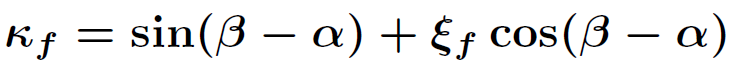 κ_f = sin(β − α) + ξ_f cos(β − α)